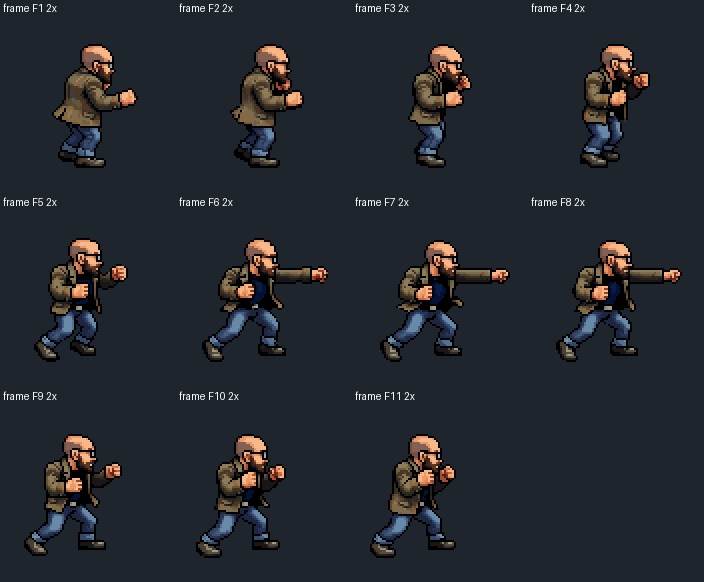 frame F1 2x
frame F2 2x
frame F3 2x
frame F4 2x
frame F5 2x
frame F6 2x
frame F7 2x
frame F8 2x
frame F9 2x
frame F10 2x
frame F11 2x